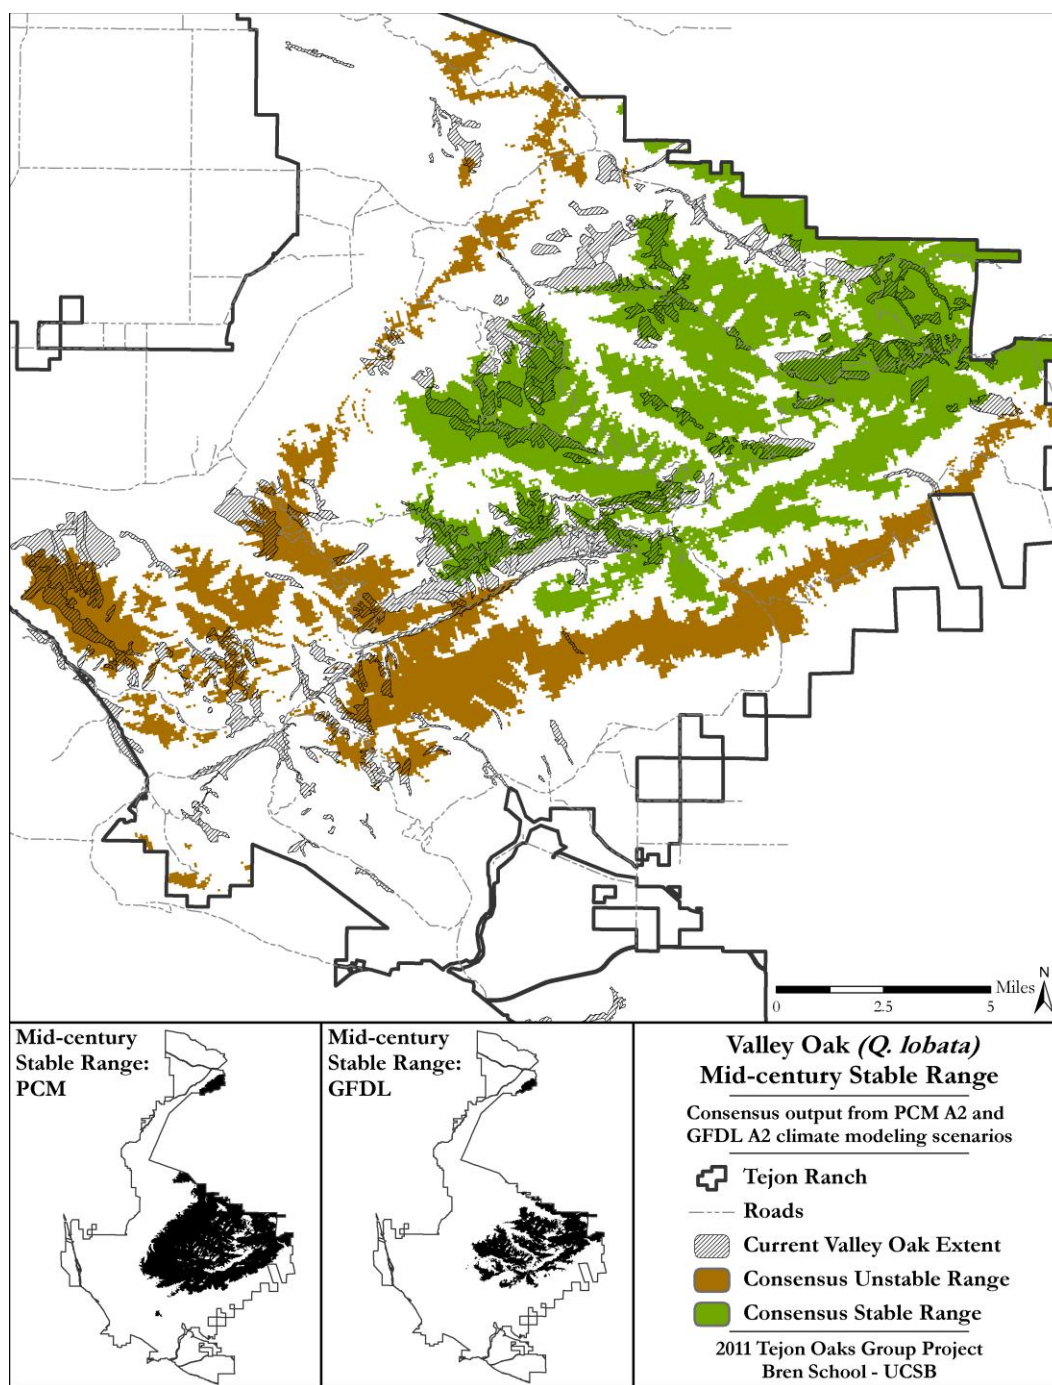 N
Miles
0 2.5 5
Mid-century
Stable Range:
PCM
Mid-century
Stable Range:
GFDL
Valley Oak (Q. lobata)
Mid-century Stable Range
Consensus output from PCM A2 and
GFDL A2 climate modeling scenarios
Tejon Ranch
Roads
Current Valley Oak Extent
Consensus Unstable Range
Consensus Stable Range
2011 Tejon Oaks Group Project
Bren School - UCSB